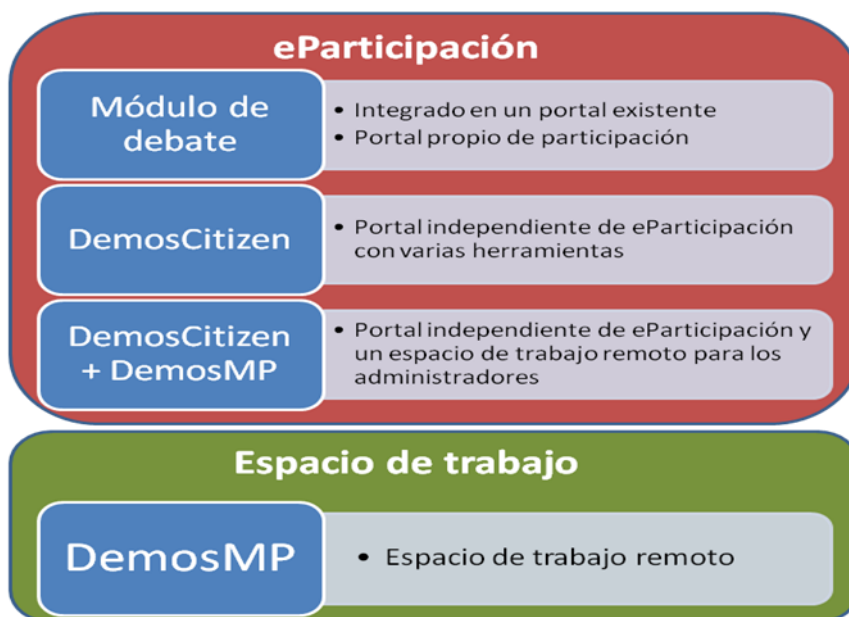 eParticipación
Módulo de
debate
• Integrado en un portal existente
• Portal propio de participación
DemosCitizen
• Portal independiente de eParticipación
con varias herramientas
DemosCitizen
+ DemosMP
• Portal independiente de eParticipación y
un espacio de trabajo remoto para los
administradores
Espacio de trabajo
DemosMP
• Espacio de trabajo remoto